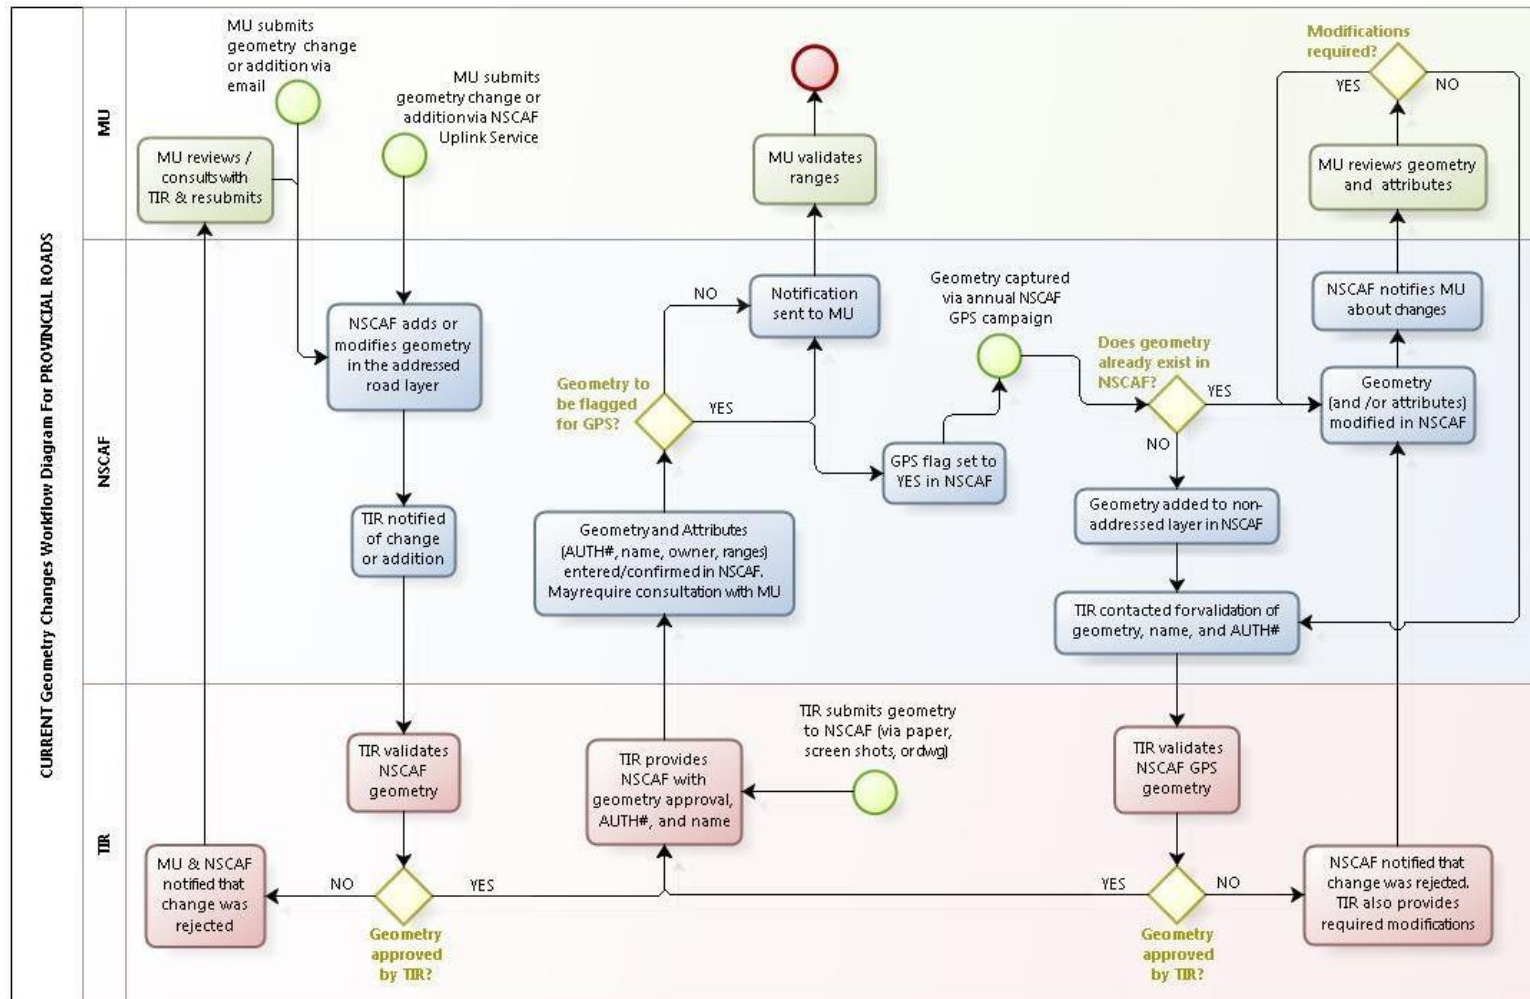 CURRENT Geometry Changes Workflow Diagram For PROVINCIAL ROADS
MU
MU submits
geometry change
or addition via
email
MU submits
geometry change or
addition via NSCAF
Uplink Service
MU reviews /
consults with
TIR & resubmits
MU validates
ranges
Modifications
required?
YES
NO
MU reviews geometry
and attributes
NSCAF
NSCAF adds or
modifies geometry
in the addressed
road layer
TIR notified
of change
or addition
Geometry to
be flagged
for GPS?
NO
YES
Notification
sent to MU
Geometry and Attributes
(AUTH#, name, owner, ranges)
entered/confirmed in NSCAF.
May require consultation with MU
GPS flag set to
YES in NSCAF
Geometry captured
via annual NSCAF
GPS campaign
Does geometry
already exist in
NSCAF?
YES
NO
NSCAF notifies MU
about changes
Geometry
(and /or attributes)
modified in NSCAF
Geometry added to non-
addressed layer in NSCAF
TIR contacted for validation of
geometry, name, and AUTH#
TIR
TIR validates
NSCAF
geometry
MU & NSCAF
notified that
change was
rejected
NO
YES
Geometry
approved
by TIR?
TIR provides
NSCAF with
geometry approval,
AUTH#, and name
TIR submits geometry
to NSCAF (via paper,
screen shots, or dwg)
TIR validates
NSCAF GPS
geometry
YES
NO
Geometry
approved
by TIR?
NSCAF notified that
change was rejected.
TIR also provides
required modifications